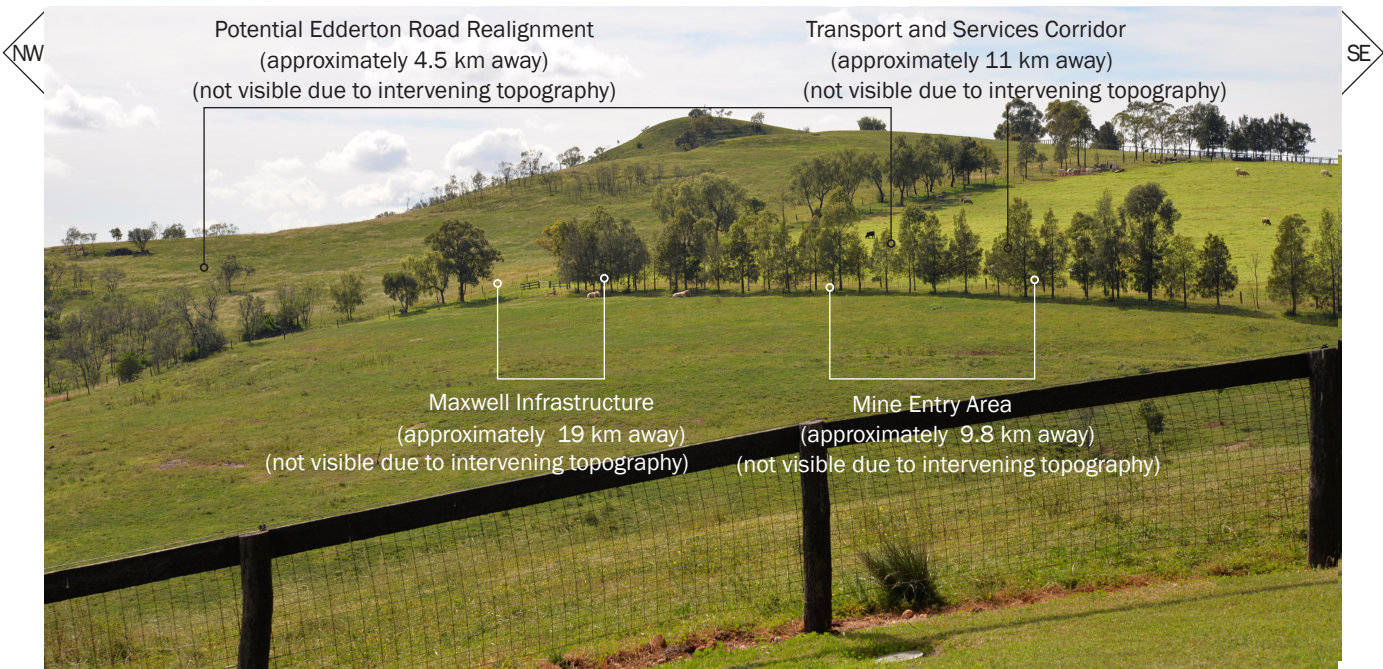 NW
SE
Potential Edderton Road Realignment
(approximately 4.5 km away)
(not visible due to intervening topography)
Transport and Services Corridor
(approximately 11 km away)
(not visible due to intervening topography)
Maxwell Infrastructure
(approximately 19 km away)
(not visible due to intervening topography)
Mine Entry Area
(approximately 9.8 km away)
(not visible due to intervening topography)